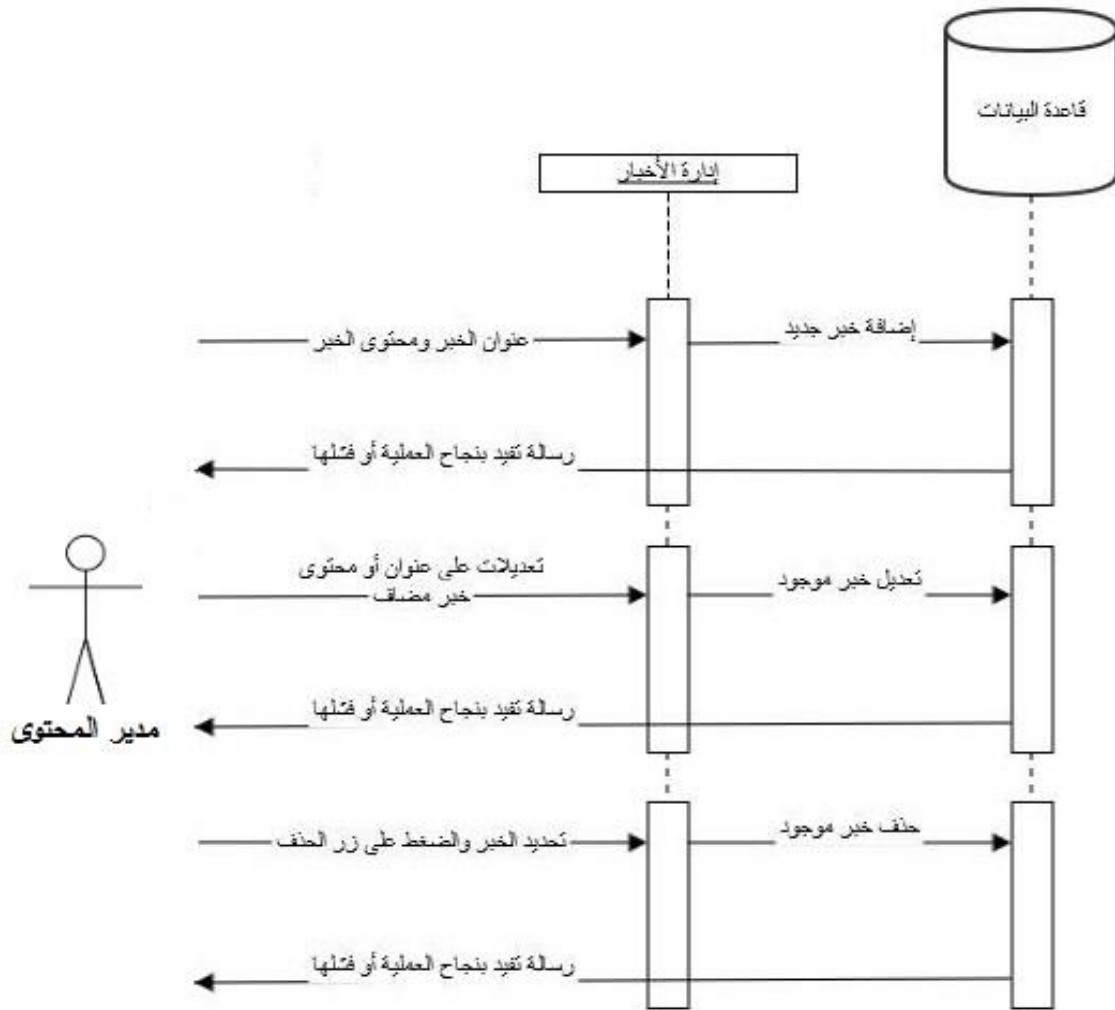 قاعدة البيانات
إدارة الأخبار
عنوان الخبر ومحتوى الخبر
إضافة خبر جديد
رسالة تفيد بنجاح العملية أو فشلها
تعديلات على عنوان أو محتوى
خبر مضاف
تعديل خبر موجود
رسالة تفيد بنجاح العملية أو فشلها
مدير المحتوى
تحديد الخبر والضغط على زر الحذف
حذف خبر موجود
رسالة تفيد بنجاح العملية أو فشلها